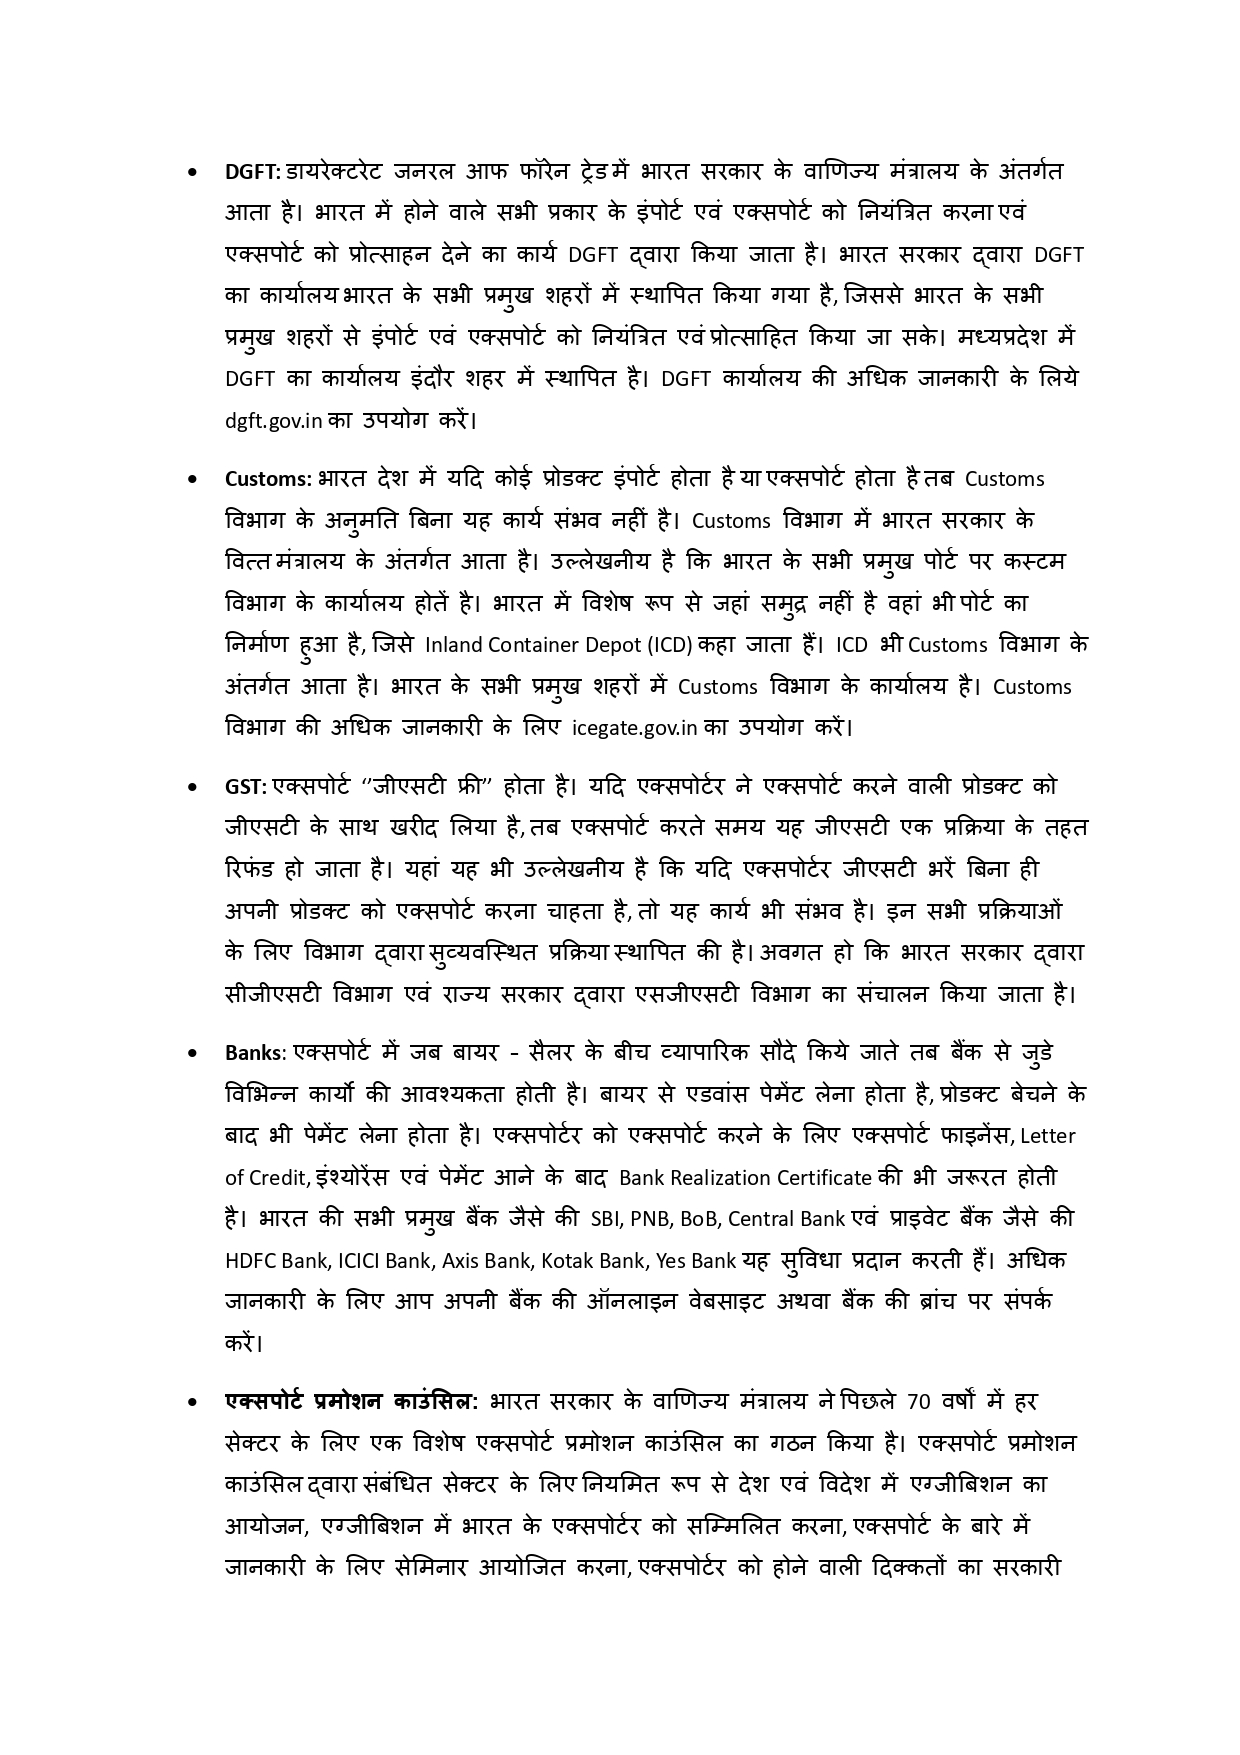 • DGFT: डायरेक्टरेट जनरल आफ फॉरेन ट्रेड में भारत सरकार के वाणिज्य मंत्रालय के अंतर्गत
आता है। भारत में होने वाले सभी प्रकार के इंपोर्ट एवं एक्सपोर्ट को नियंत्रित करना एवं
एक्सपोर्ट को प्रोत्साहन देने का कार्य DGFT द्वारा किया जाता है। भारत सरकार द्वारा DGFT
का कार्यालय भारत के सभी प्रमुख शहरों में स्थापित किया गया है, जिससे भारत के सभी
प्रमुख शहरों से इंपोर्ट एवं एक्सपोर्ट को नियंत्रित एवं प्रोत्साहित किया जा सके। मध्यप्रदेश में
DGFT का कार्यालय इंदौर शहर में स्थापित है। DGFT कार्यालय की अधिक जानकारी के लिये
dgft.gov.in का उपयोग करें।
• Customs: भारत देश में यदि कोई प्रोडक्ट इंपोर्ट होता है या एक्सपोर्ट होता है तब Customs
विभाग के अनुमति बिना यह कार्य संभव नहीं है। Customs विभाग में भारत सरकार के
वित्त मंत्रालय के अंतर्गत आता है। उल्लेखनीय है कि भारत के सभी प्रमुख पोर्ट पर कस्टम
विभाग के कार्यालय होतें है। भारत में विशेष रूप से जहां समुद्र नहीं है वहां भी पोर्ट का
निर्माण हुआ है, जिसे Inland Container Depot (ICD) कहा जाता हैं। ICD भी Customs विभाग के
अंतर्गत आता है। भारत के सभी प्रमुख शहरों में Customs विभाग के कार्यालय है। Customs
विभाग की अधिक जानकारी के लिए icegate.gov.in का उपयोग करें।
• GST: एक्सपोर्ट ‘’जीएसटी फ्री’’ होता है। यदि एक्सपोर्टर ने एक्सपोर्ट करने वाली प्रोडक्ट को
जीएसटी के साथ खरीद लिया है, तब एक्सपोर्ट करते समय यह जीएसटी एक प्रक्रिया के तहत
रिफंड हो जाता है। यहां यह भी उल्लेखनीय है कि यदि एक्सपोर्टर जीएसटी भरें बिना ही
अपनी प्रोडक्ट को एक्सपोर्ट करना चाहता है, तो यह कार्य भी संभव है। इन सभी प्रक्रियाओं
के लिए विभाग द्वारा सुव्यवस्थित प्रक्रिया स्थापित की है। अवगत हो कि भारत सरकार द्वारा
सीजीएसटी विभाग एवं राज्य सरकार द्वारा एसजीएसटी विभाग का संचालन किया जाता है।
• Banks: एक्सपोर्ट में जब बायर - सैलर के बीच व्यापारिक सौदे किये जाते तब बैंक से जुडे
विभिन्न कार्यो की आवश्यकता होती है। बायर से एडवांस पेमेंट लेना होता है, प्रोडक्ट बेचने के
बाद भी पेमेंट लेना होता है। एक्सपोर्टर को एक्सपोर्ट करने के लिए एक्सपोर्ट फाइनेंस, Letter
of Credit, इंश्योरेंस एवं पेमेंट आने के बाद Bank Realization Certificate की भी जरूरत होती
है। भारत की सभी प्रमुख बैंक जैसे की SBI, PNB, BoB, Central Bank एवं प्राइवेट बैंक जैसे की
HDFC Bank, ICICI Bank, Axis Bank, Kotak Bank, Yes Bank यह सुविधा प्रदान करती हैं। अधिक
जानकारी के लिए आप अपनी बैंक की ऑनलाइन वेबसाइट अथवा बैंक की ब्रांच पर संपर्क
करें।
• एक्सपोर्ट प्रमोशन काउंसिल: भारत सरकार के वाणिज्य मंत्रालय ने पिछले 70 वर्षों में हर
सेक्टर के लिए एक विशेष एक्सपोर्ट प्रमोशन काउंसिल का गठन किया है। एक्सपोर्ट प्रमोशन
काउंसिल द्वारा संबंधित सेक्टर के लिए नियमित रूप से देश एवं विदेश में एग्जीबिशन का
आयोजन, एग्जीबिशन में भारत के एक्सपोर्टर को सम्मिलित करना, एक्सपोर्ट के बारे में
जानकारी के लिए सेमिनार आयोजित करना, एक्सपोर्टर को होने वाली दिक्कतों का सरकारी